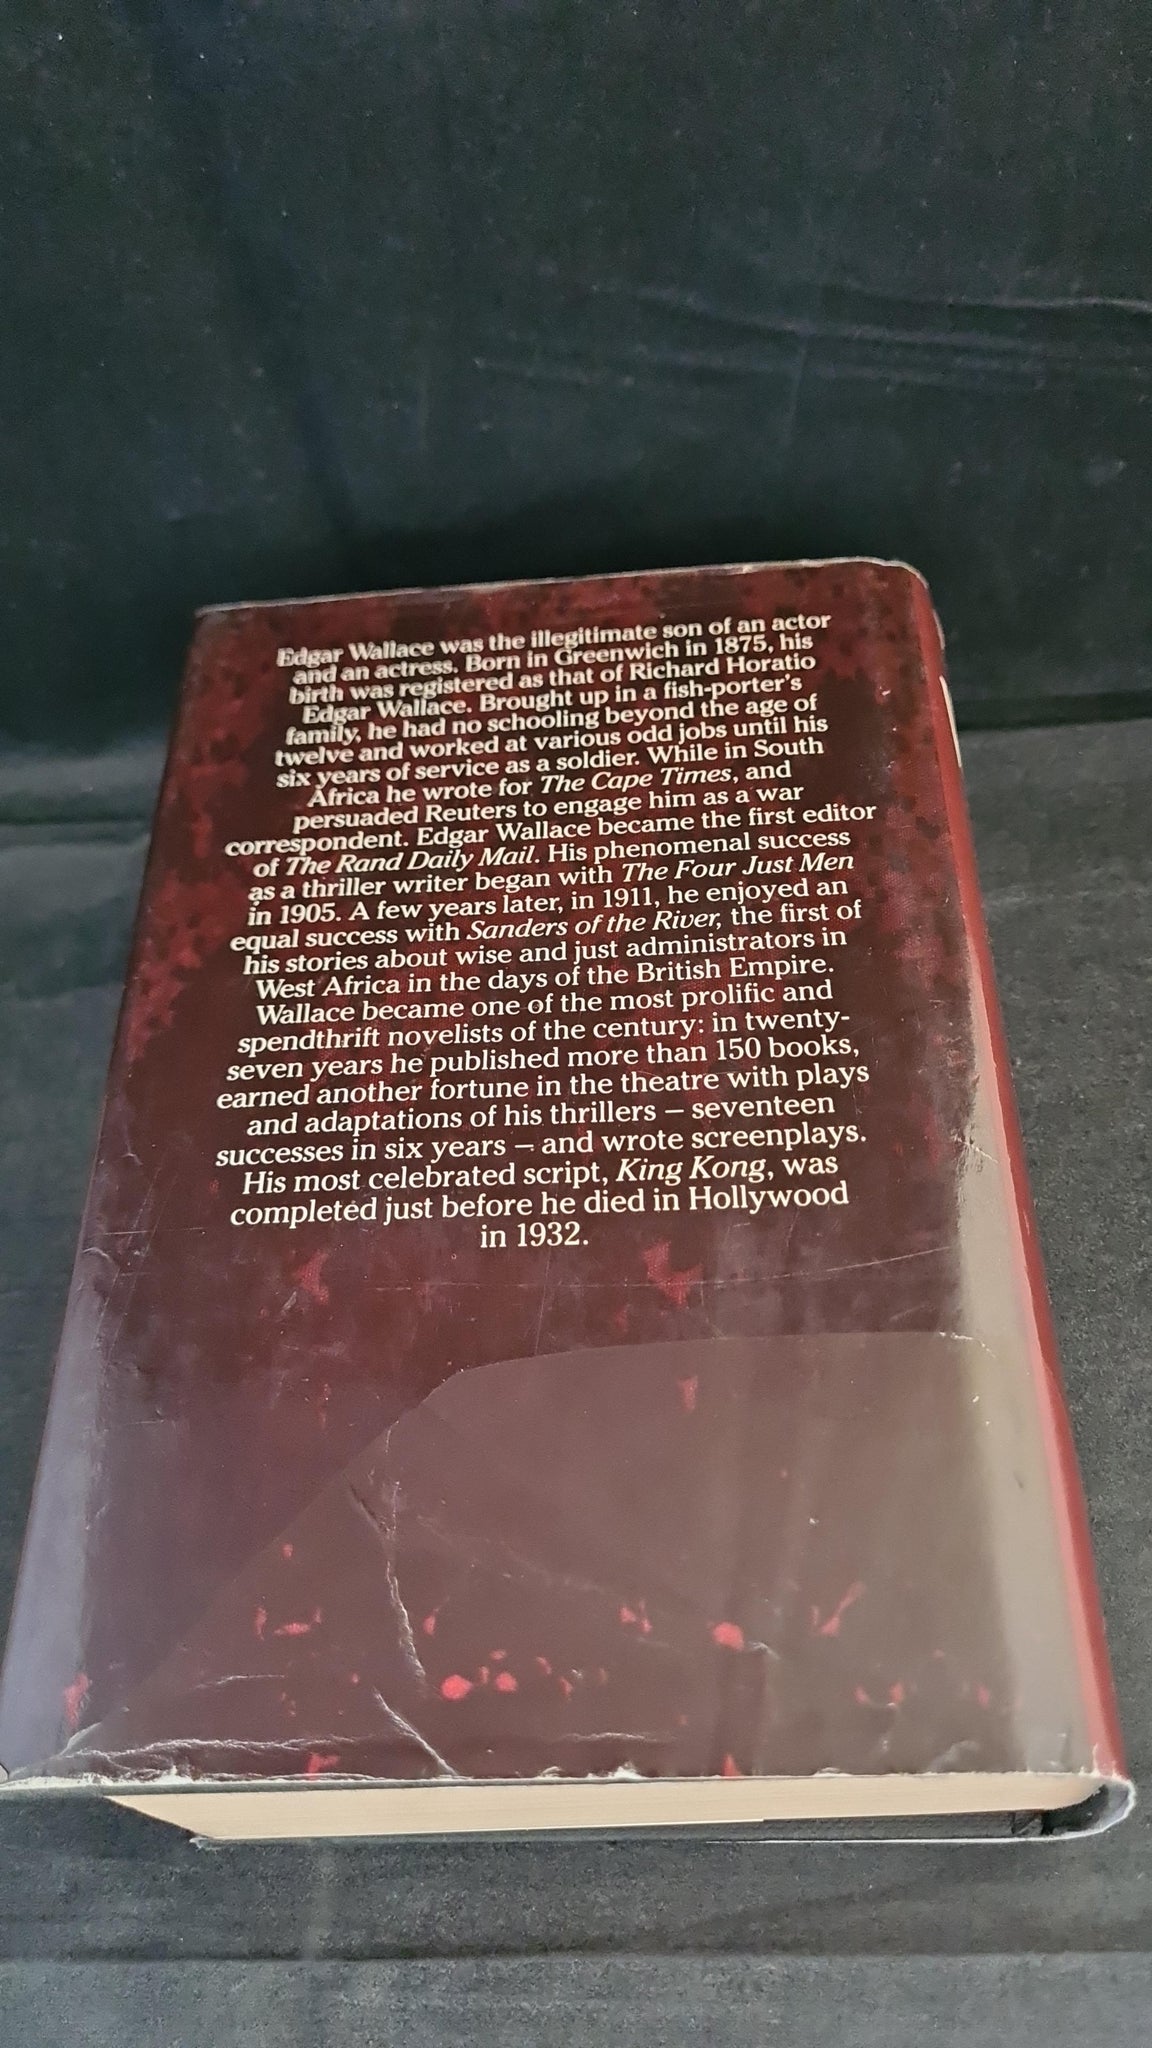 Edgar Wallace was the illegitimate son of an actor
and an actress. Born in Greenwich in 1875, his
birth was registered as that of Richard Horatio
Edgar Wallace. Brought up in a fish-porter's
family, he had no schooling beyond the age of
twelve and worked at various odd jobs until his
six years of service as a soldier. While in South
Africa he wrote for The Cape Times, and
persuaded Reuters to engage him as a war
correspondent. Edgar Wallace became the first editor
of The Rand Daily Mail. His phenomenal success
as a thriller writer began with The Four Just Men
in 1905. A few years later, in 1911, he enjoyed an
equal success with Sanders of the River, the first of
his stories about wise and just administrators in
West Africa in the days of the British Empire.
Wallace became one of the most prolific and
spendthrift novelists of the century: in twenty-
seven years he published more than 150 books,
earned another fortune in the theatre with plays
and adaptations of his thrillers – seventeen
successes in six years – and wrote screenplays.
His most celebrated script, King Kong, was
completed just before he died in Hollywood
in 1932.